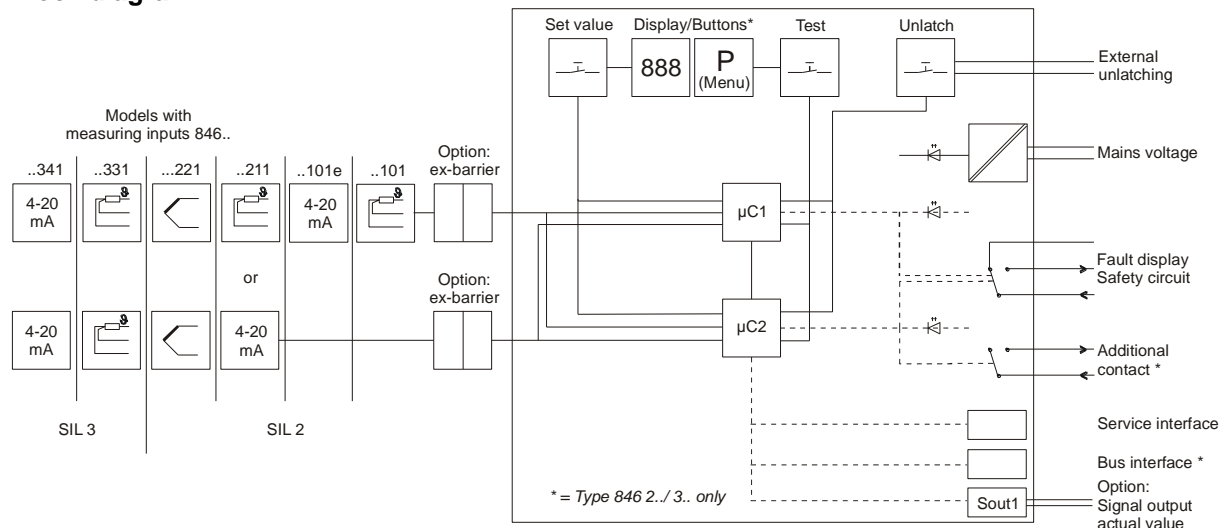 Set value
Display/Buttons*
Test
Unlatch
888
P
(Menu)
External
unlatching
Models with
measuring inputs 846..
Mains voltage
..341
..331
...221
..211
..101e
..101
Option:
ex-barrier
4-20
mA
ϑ
ϑ
4-20
mA
ϑ
µC1
or
Option:
ex-barrier
Fault display
Safety circuit
4-20
mA
ϑ
4-20
mA
µC2
Additional
contact *
SIL 3
SIL 2
Service interface
Bus interface *
* = Type 846 2../ 3.. only
Sout1
Option:
Signal output
actual value